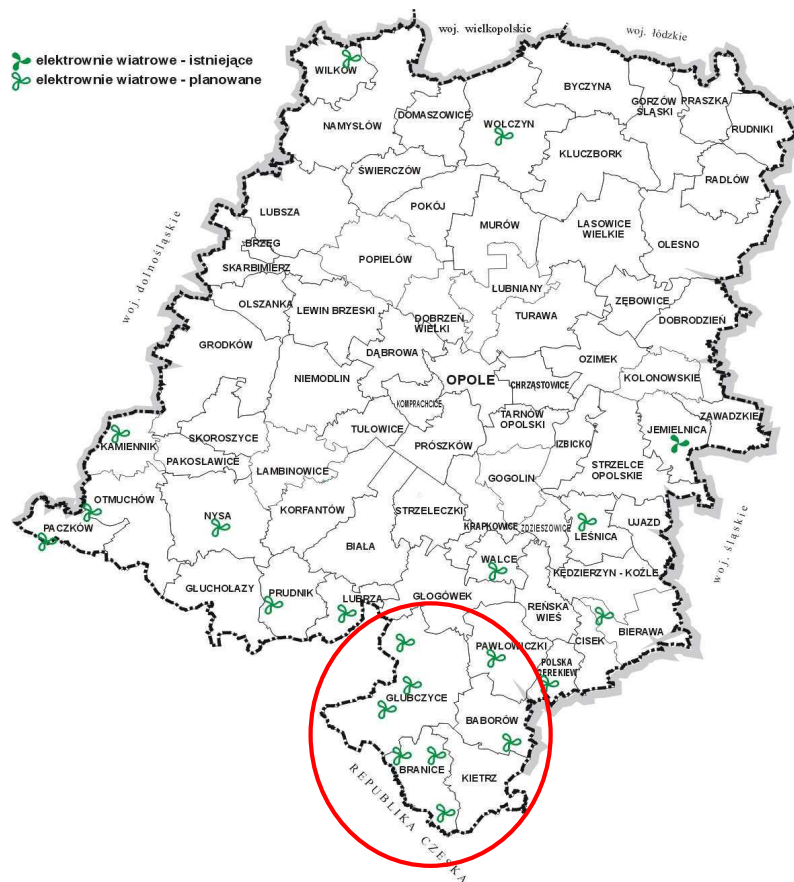 woj. wielkopolskie
woj. łódzkie
elektrownie wiatrowe - istniejące
elektrownie wiatrowe - planowane
WILKÓW
BYCZYNA
DOMASZOWICE
GORZÓW
ŚLĄSKI
PRASZKA
NAMYSŁÓW
WOŁCZYN
RUDNIKI
KLUCZBORK
ŚWIERCZÓW
RADŁÓW
POKÓJ
LUBSZA
MURÓW
LASOWICE
WIELKIE
OLESNO
BRZEG
POPIELÓW
SKARBIMIERZ
woj. dolnośląskie
LUBNIANY
ZĘBOWICE
OLSZANKA
LEWIN BRZESKI
DOBRZEŃ
WIELKI
TURAWA
DOBRODZIEŃ
GRODKÓW
DĄBROWA
OZIMEK
NIEMODLIN
OPOLE
CHRZĄSTOWICE
KOLONOWSKIE
KOMPRACHCICE
TARNÓW
OPOLSKI
ZAWADZKIE
TUŁOWICE
JEMIELNICA
SKOROSZYCE
KAMIENNIK
PRÓSZKÓW
IZBICKO
PAKOSŁAWICE
LAMBINOWICE
STRZELCE
OPOLSKIE
GOGOLIN
OTMUCHÓW
NYSA
KORFANTÓW
STRZELECZKI
PACZKÓW
KRAPKOWICE
ZDZIESZOWICE
UJAZD
LEŚNICA
BIALA
WALCE
woj. śląskie
KĘDZIERZYN - KOŹLE
GŁUCHOŁAZY
PRUDNIK
LUBRZA
GŁOGÓWEK
REŃSKA
WIEŚ
BIERAWA
CISEK
PAWŁOWICZKI
POLSKA
CEREKIEW
GŁUBCZYCE
BABORÓW
BRANICE
KIETRZ
REPUBLIKA CZESKA